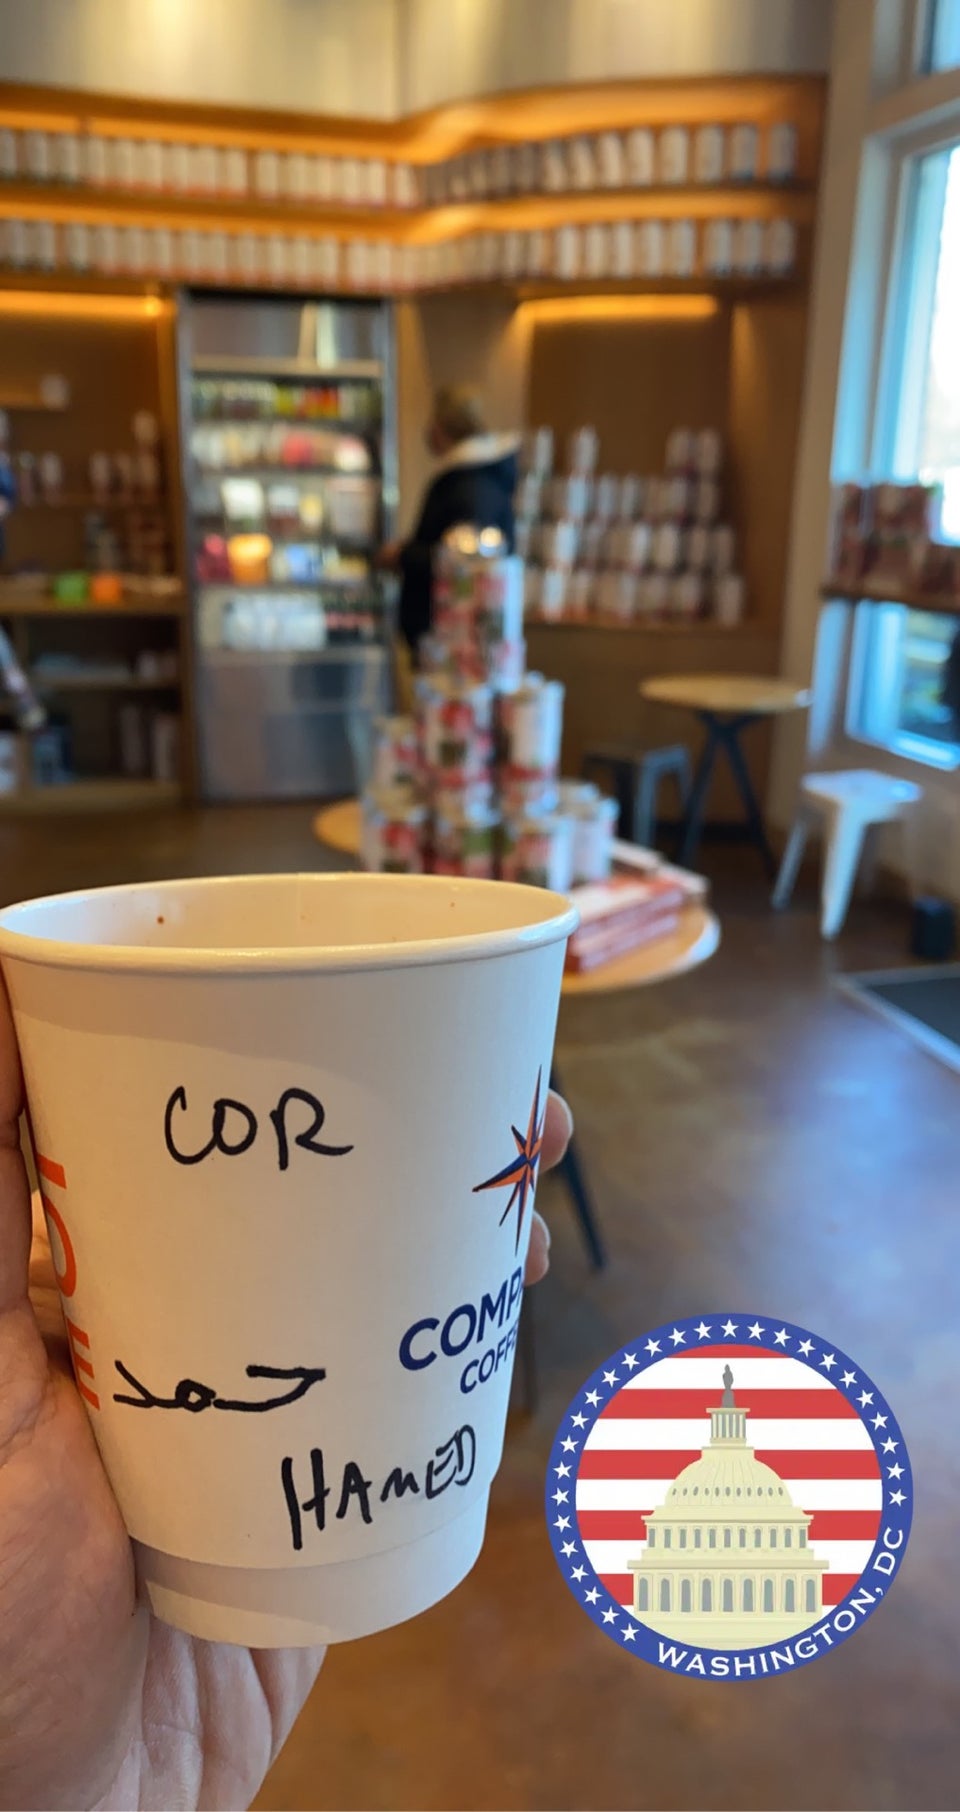 COR
COMP
COFF
حمد
HAMED
WASHINGTON, DC